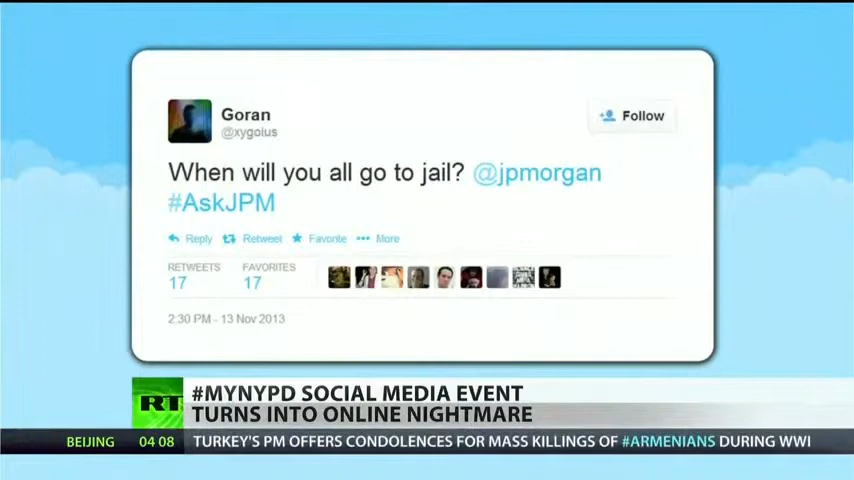 Goran
@xygoius
Follow
When will you all go to jail? @jpmorgan
#AskJPM
Reply Retweet Favorite More
RETWEETS FAVORITES
17 17
2:30 PM - 13 Nov 2013
RT
#MYNYPD SOCIAL MEDIA EVENT
TURNS INTO ONLINE NIGHTMARE
BEIJING 04 08 TURKEY'S PM OFFERS CONDOLENCES FOR MASS KILLINGS OF #ARMENIANS DURING WWI